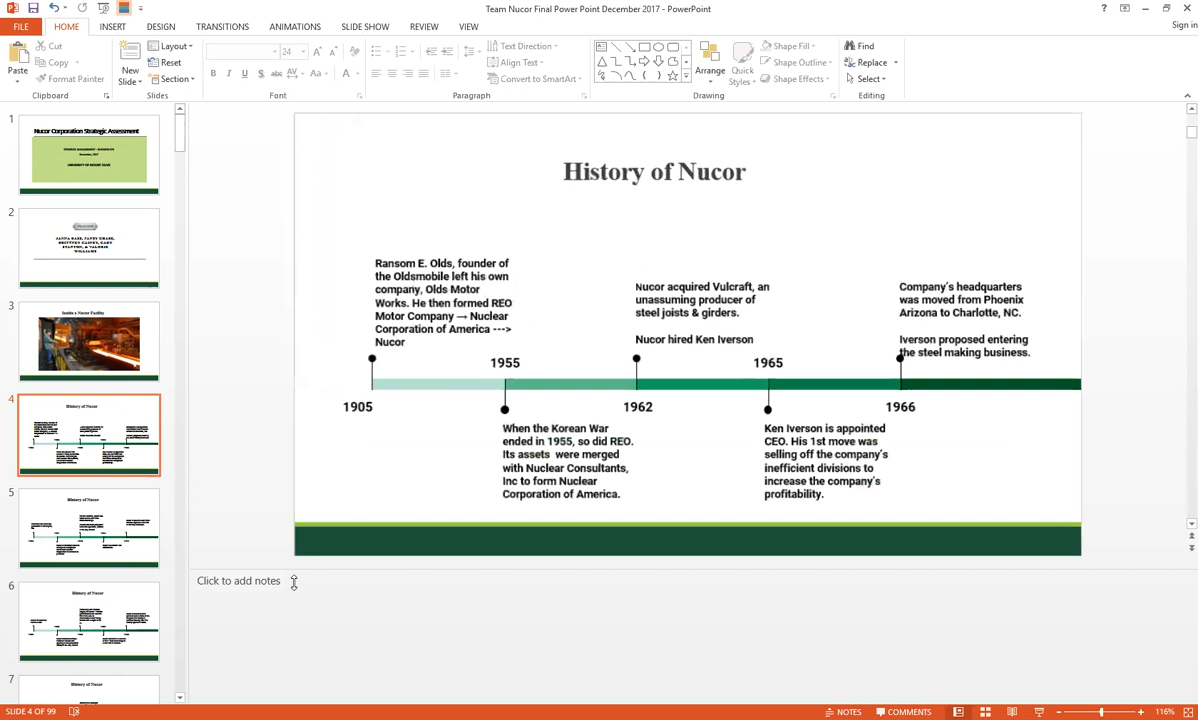 Team Nucor Final Power Point December 2017 - PowerPoint
Sign in
FILE HOME INSERT DESIGN TRANSITIONS ANIMATIONS SLIDE SHOW REVIEW VIEW
Paste
Cut
Copy
Format Painter
Clipboard
New
Slide
Layout
Reset
Section
Slides
24
Font
Text Direction
Align Text
Convert to SmartArt
Paragraph
Arrange
Quick
Styles
Shape Fill
Shape Outline
Shape Effects
Drawing
Find
Replace
Select
Editing
1
Nucor Corporation Strategic Assessment
2
3
Inside a Nucor Facility
4
History of Nucor
5
History of Nucor
6
History of Nucor
7
History of Nucor
History of Nucor
Ransom E. Olds, founder of
the Oldsmobile left his own
company, Olds Motor
Works. He then formed REO
Motor Company → Nuclear
Corporation of America --->
Nucor
1905
1955
When the Korean War
ended in 1955, so did REO.
Its assets were merged
with Nuclear Consultants,
Inc to form Nuclear
Corporation of America.
Nucor acquired Vulcraft, an
unassuming producer of
steel joists & girders.
Nucor hired Ken Iverson
1962
1965
Ken Iverson is appointed
CEO. His 1st move was
selling off the company's
inefficient divisions to
increase the company's
profitability.
Company's headquarters
was moved from Phoenix
Arizona to Charlotte, NC.
Iverson proposed entering
the steel making business.
1966
Click to add notes
SLIDE 4 OF 99
NOTES
COMMENTS
116%